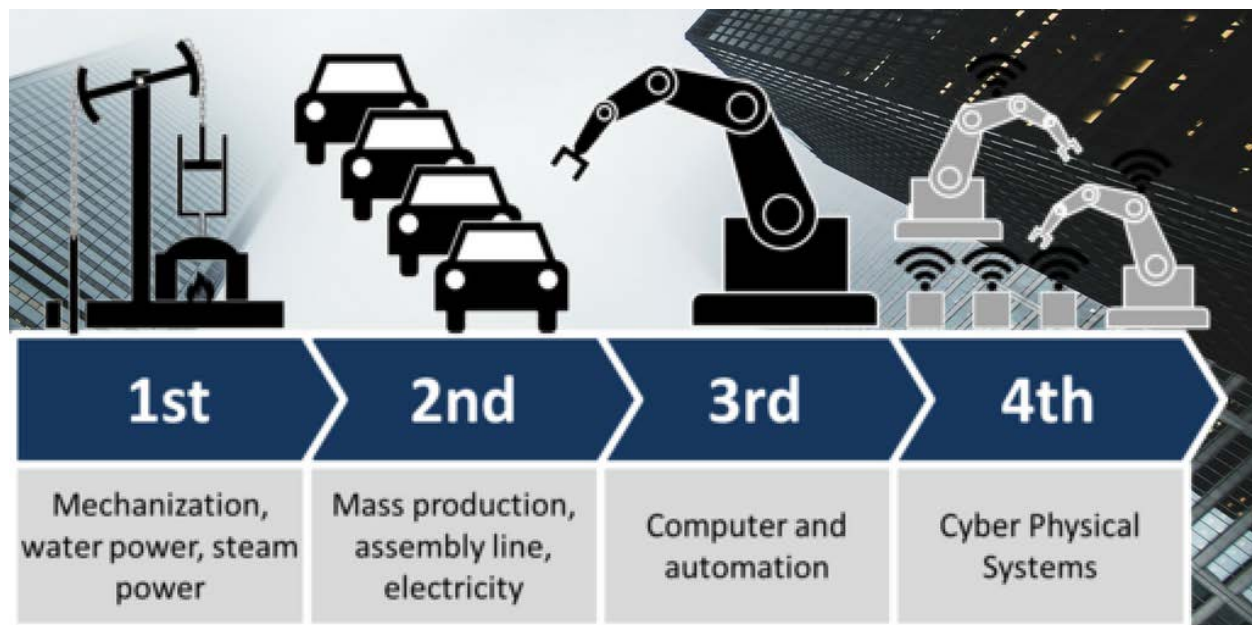 1st
2nd
3rd
4th
Mechanization,
water power, steam
power
Mass production,
assembly line,
electricity
Computer and
automation
Cyber Physical
Systems